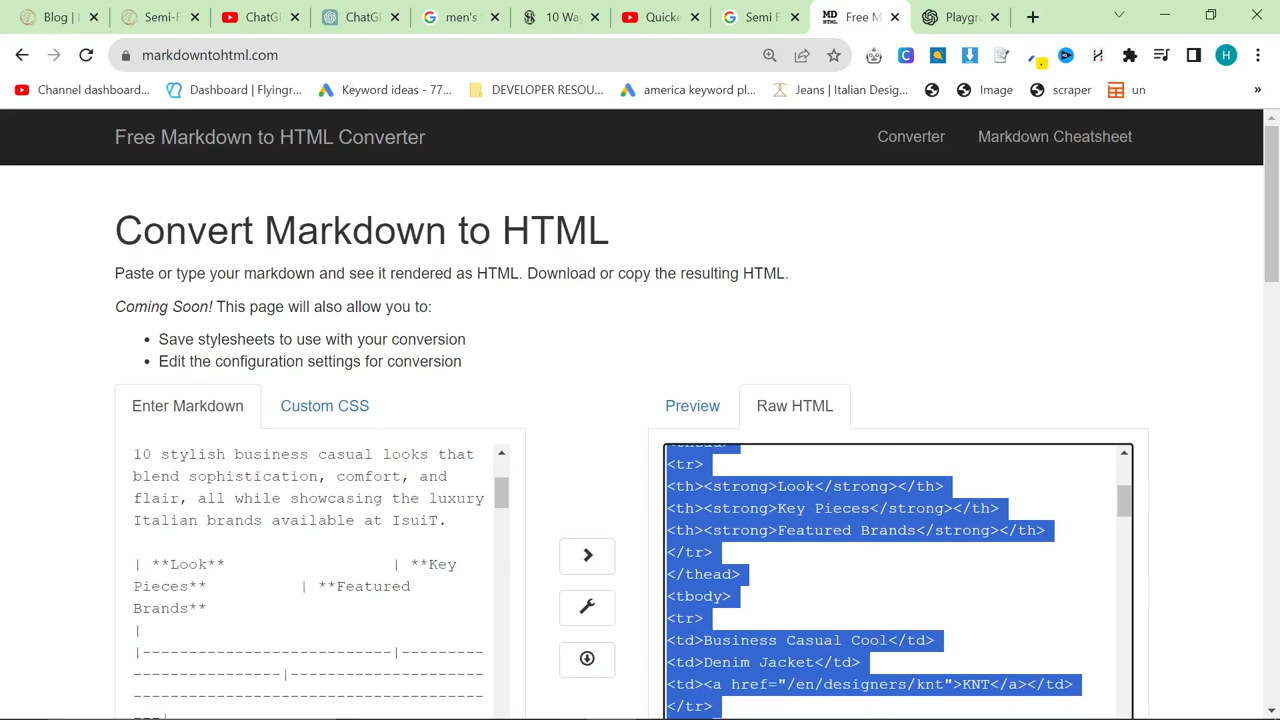 Blog |
Semi-F
ChatGI
ChatGI
men's
10 Way
Quicke
Semi F
MD HTML
Free M
Playgr
markdowntohtml.com
H
Channel dashboard...
Dashboard | Flyingr...
Keyword ideas 77...
DEVELOPER RESOU...
america keyword pl...
Jeans | Italian Desig...
Image
scraper
un
»
Free Markdown to HTML Converter
Converter
Markdown Cheatsheet
Convert Markdown to HTML
Paste or type your markdown and see it rendered as HTML. Download or copy the resulting HTML.
Coming Soon! This page will also allow you to:
• Save stylesheets to use with your conversion
• Edit the configuration settings for conversion
Enter Markdown
Custom CSS
10 stylish business casual looks that
blend sophistication, comfort, and
flair, all while showcasing the luxury
Italian brands available at IsuiT.
| **Look** | **Key
Pieces** | **Featured
Brands**
|
|--------------------------|---------
----------------|---------------------
--------------------------------------
---|
Preview
Raw HTML
<thead>
<tr>
<th><strong>Look</strong></th>
<th><strong>Key Pieces</strong></th>
<th><strong>Featured Brands</strong></th>
</tr>
</thead>
<tbody>
<tr>
<td>Business Casual Cool</td>
<td>Denim Jacket</td>
<td><a href="/en/designers/knt">KNT</a></td>
</tr>